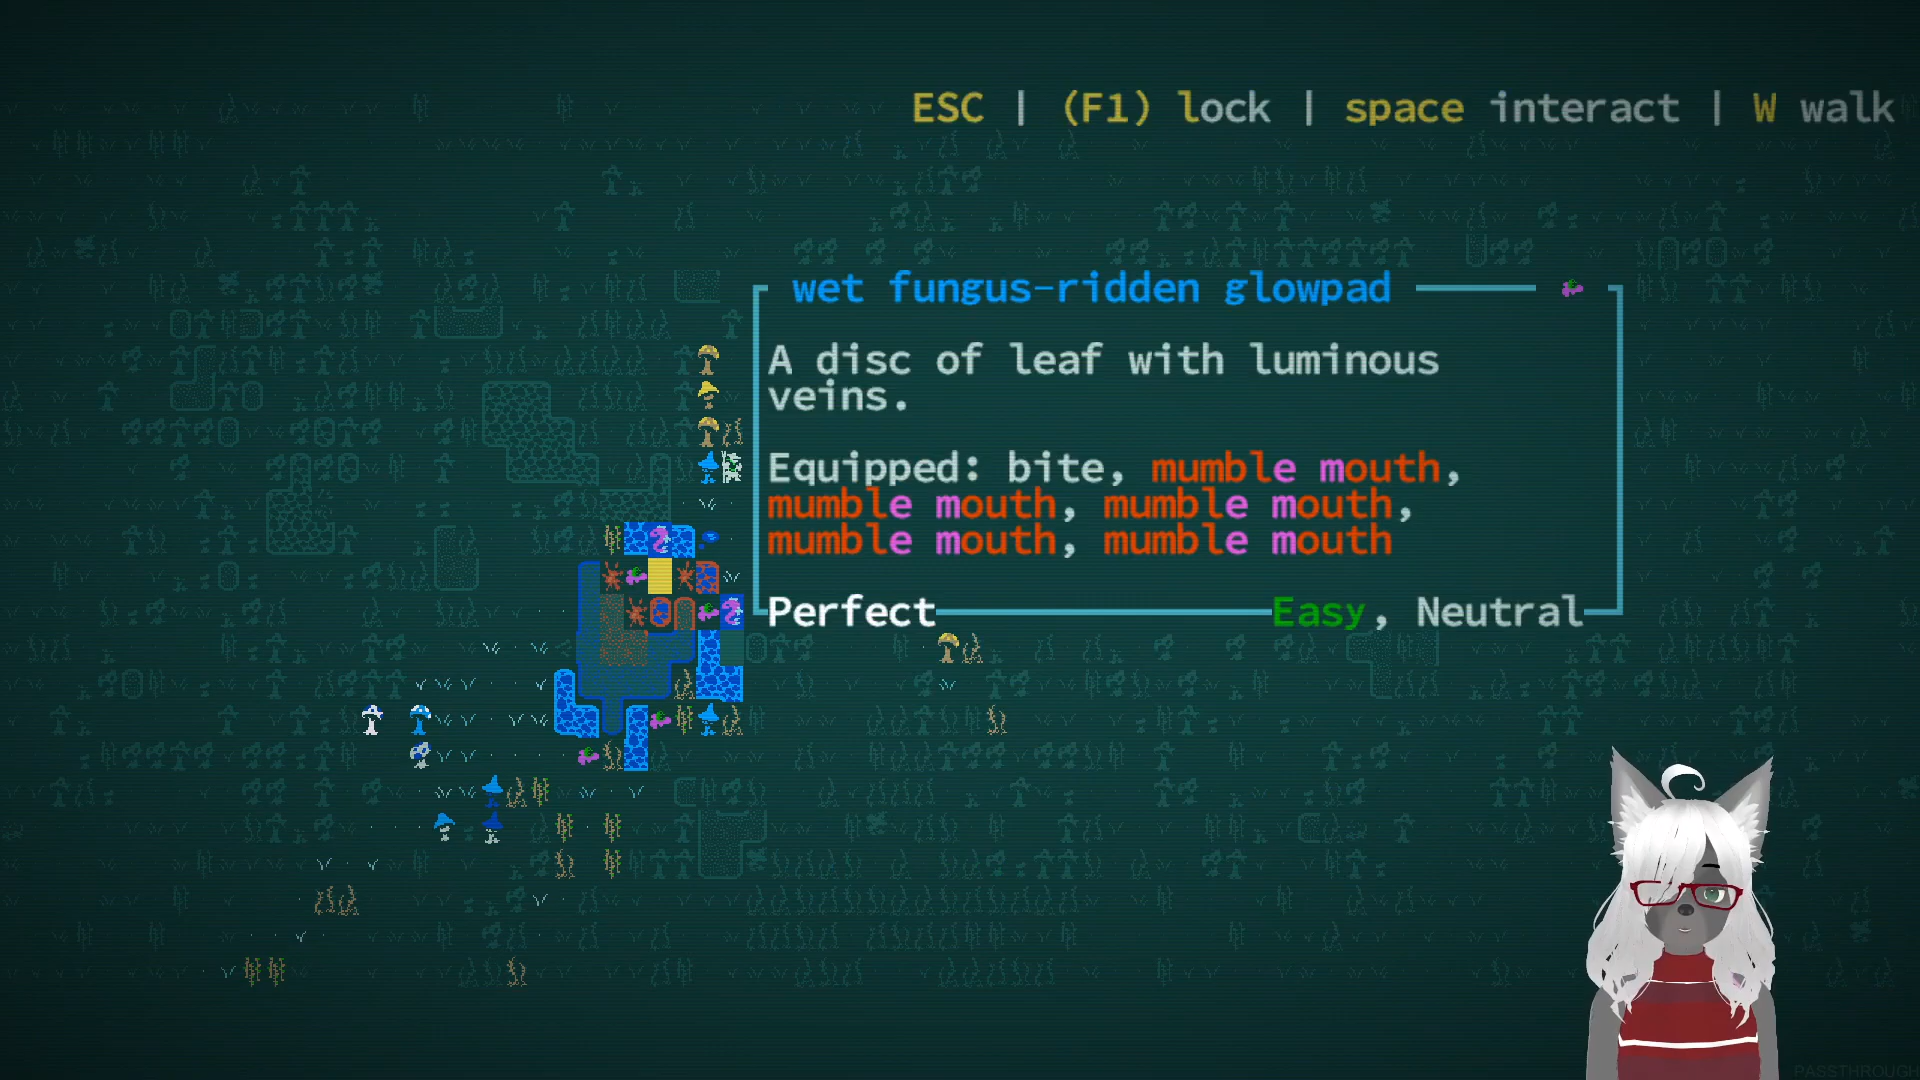 ESC | (F1) lock | space interact | W walk
wet fungus-ridden glowpad
A disc of leaf with luminous
veins.
Equipped: bite, mumble mouth,
mumble mouth, mumble mouth,
mumble mouth, mumble mouth
Perfect Easy, Neutral
PASSTHROUGH